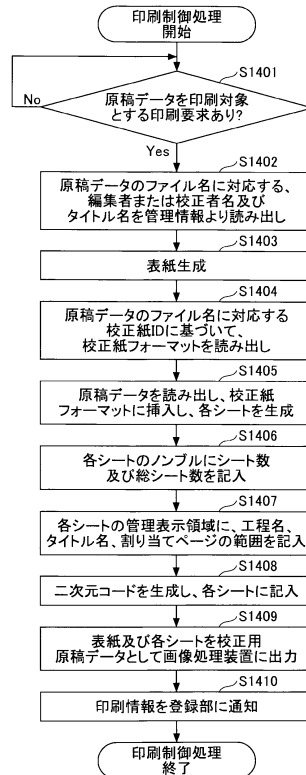 印刷制御処理
開始
S1401
原稿データを印刷対象
とする印刷要求あり?
No
Yes
S1402
原稿データのファイル名に対応する、
編集者または校正者名及び
タイトル名を管理情報より読み出し
S1403
表紙生成
S1404
原稿データのファイル名に対応する
校正紙IDに基づいて、
校正紙フォーマットを読み出し
S1405
原稿データを読み出し、校正紙
フォーマットに挿入し、各シートを生成
S1406
各シートのノンブルにシート数
及び総シート数を記入
S1407
各シートの管理表示領域に、工程名、
タイトル名、割り当てページの範囲を記入
S1408
二次元コードを生成し、各シートに記入
S1409
表紙及び各シートを校正用
原稿データとして画像処理装置に出力
S1410
印刷情報を登録部に通知
印刷制御処理
終了